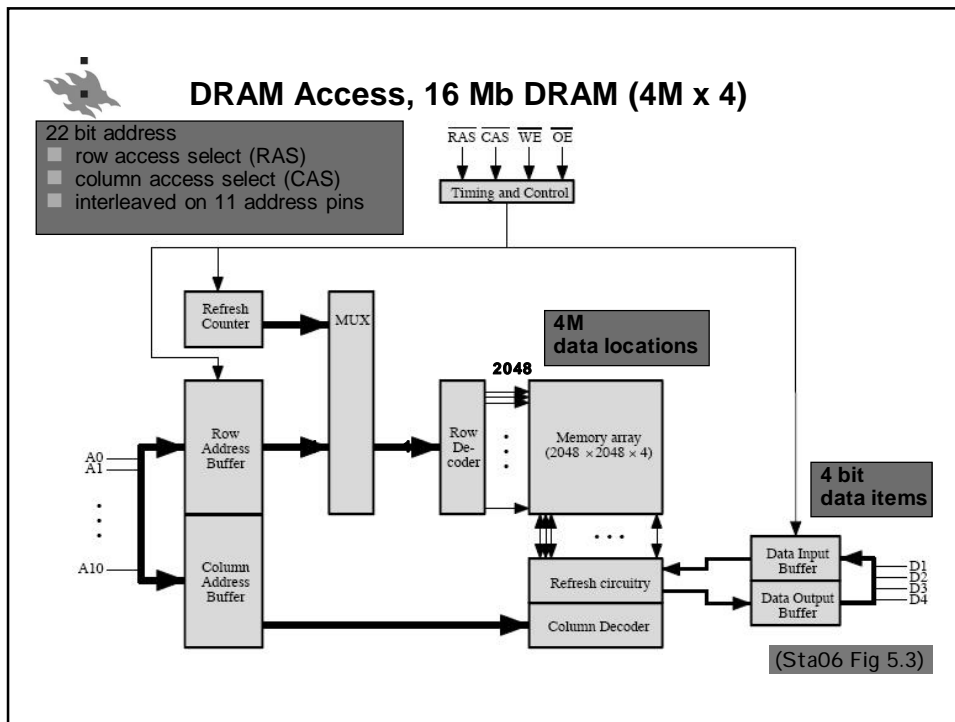 DRAM Access, 16 Mb DRAM (4M x 4)
22 bit address
row access select (RAS)
column access select (CAS)
interleaved on 11 address pins
RAS CAS WE OE
Timing and Control
Refresh
Counter
MUX
4M
data locations
2048
Row
Address
Buffer
Row
De-
coder
Memory array
(2048 × 2048 × 4)
A0
A1
A10
4 bit
data items
Column
Address
Buffer
Refresh circuitry
Column Decoder
Data Input
Buffer
Data Output
Buffer
D1
D2
D3
D4
(Sta06 Fig 5.3)